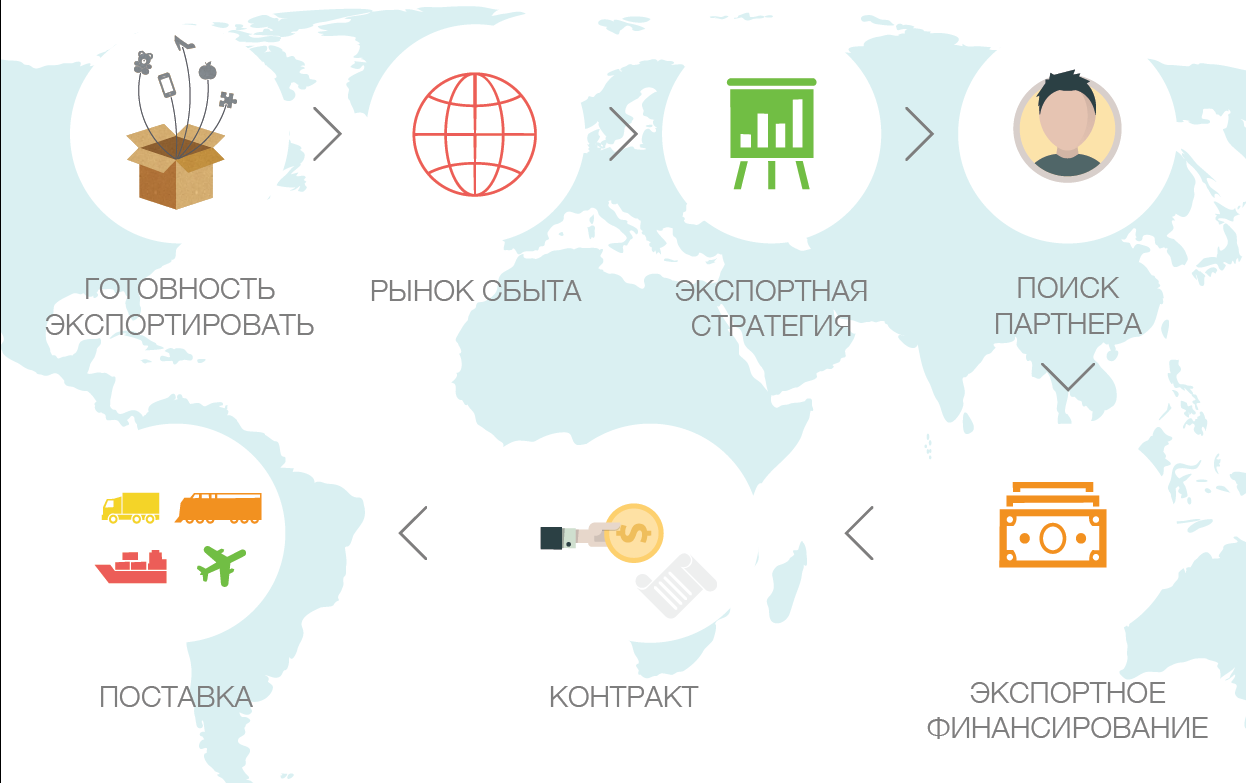 ГОТОВНОСТЬ
ЭКСПОРТИРОВАТЬ
РЫНОК СБЫТА
ЭКСПОРТНАЯ
СТРАТЕГИЯ
ПОИСК
ПАРТНЕРА
ЭКСПОРТНОЕ
ФИНАНСИРОВАНИЕ
КОНТРАКТ
$
ПОСТАВКА